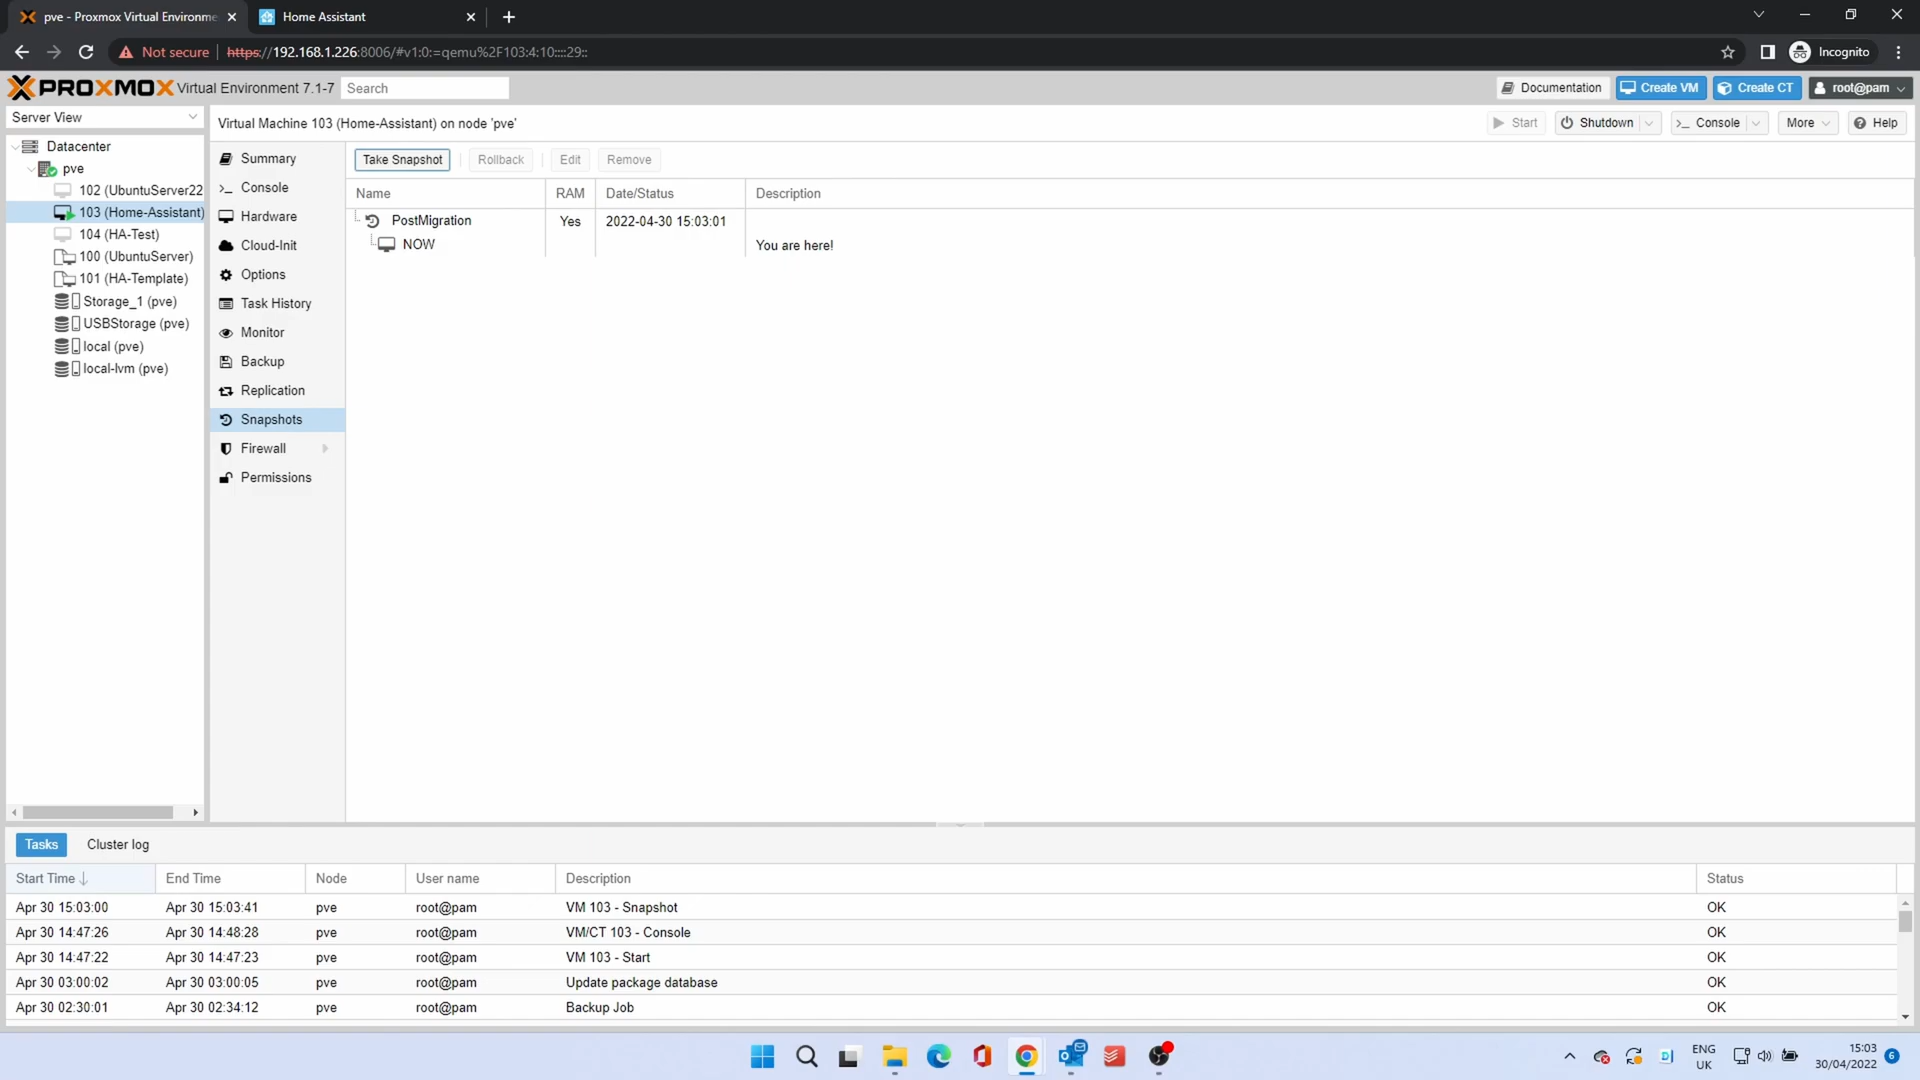 pve - Proxmox Virtual Environme
Home Assistant
Not secure
https://192.168.1.226:8006/#v1:0:=qemu%2F103:4:10::::29::
Incognito
PROXMOX Virtual Environment 7.1-7
Search
Documentation
Create VM
Create CT
root@pam
Server View
Virtual Machine 103 (Home-Assistant) on node 'pve'
Start
Shutdown
Console
More
Help
Datacenter
pve
102 (UbuntuServer22
103 (Home-Assistant)
104 (HA-Test)
100 (UbuntuServer)
101 (HA-Template)
Storage_1 (pve)
USBStorage (pve)
local (pve)
local-lvm (pve)
Summary
Console
Hardware
Cloud-Init
Options
Task History
Monitor
Backup
Replication
Snapshots
Firewall
Permissions
Take Snapshot
Rollback
Edit
Remove
Name RAM Date/Status Description
PostMigration Yes 2022-04-30 15:03:01
NOW You are here!
Tasks
Cluster log
Start Time End Time Node User name Description Status
Apr 30 15:03:00 Apr 30 15:03:41 pve root@pam VM 103 - Snapshot OK
Apr 30 14:47:26 Apr 30 14:48:28 pve root@pam VM/CT 103 - Console OK
Apr 30 14:47:22 Apr 30 14:47:23 pve root@pam VM 103 - Start OK
Apr 30 03:00:02 Apr 30 03:00:05 pve root@pam Update package database OK
Apr 30 02:30:01 Apr 30 02:34:12 pve root@pam Backup Job OK
ENG
UK
15:03
30/04/2022
6